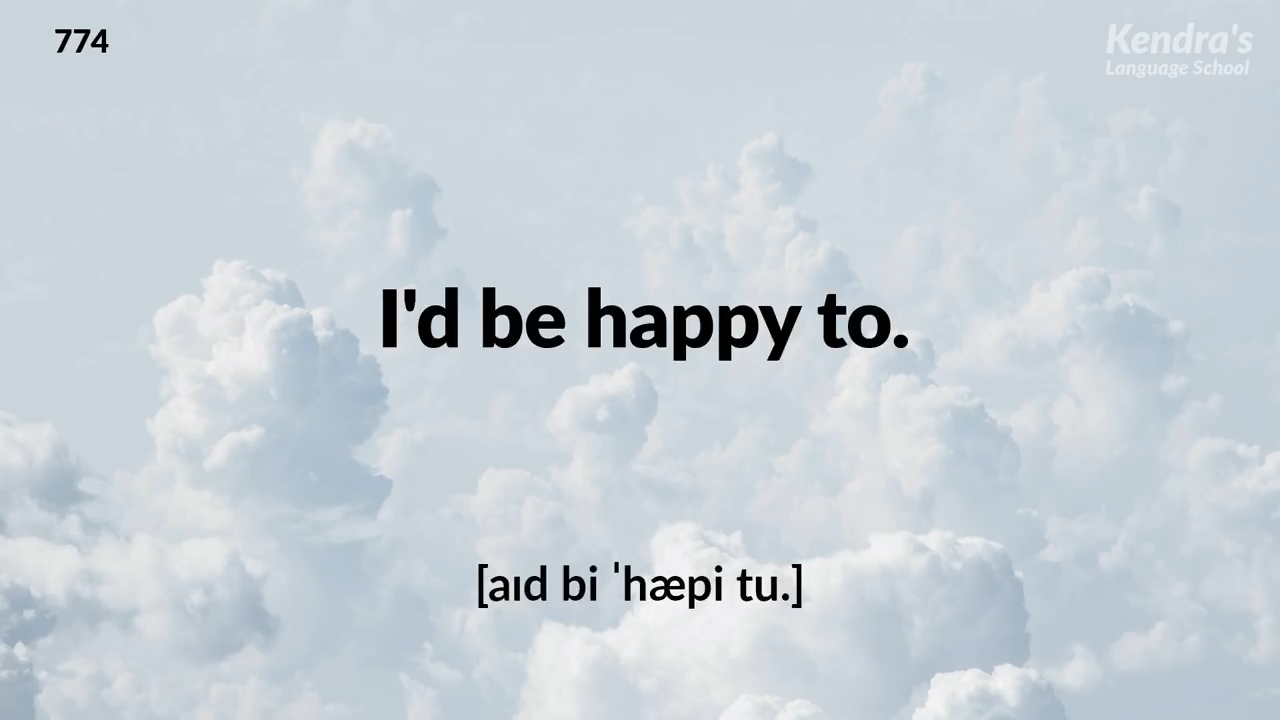 774
Kendra's
Language School
I'd be happy to.
[aɪd bi ˈhæpi tu.]